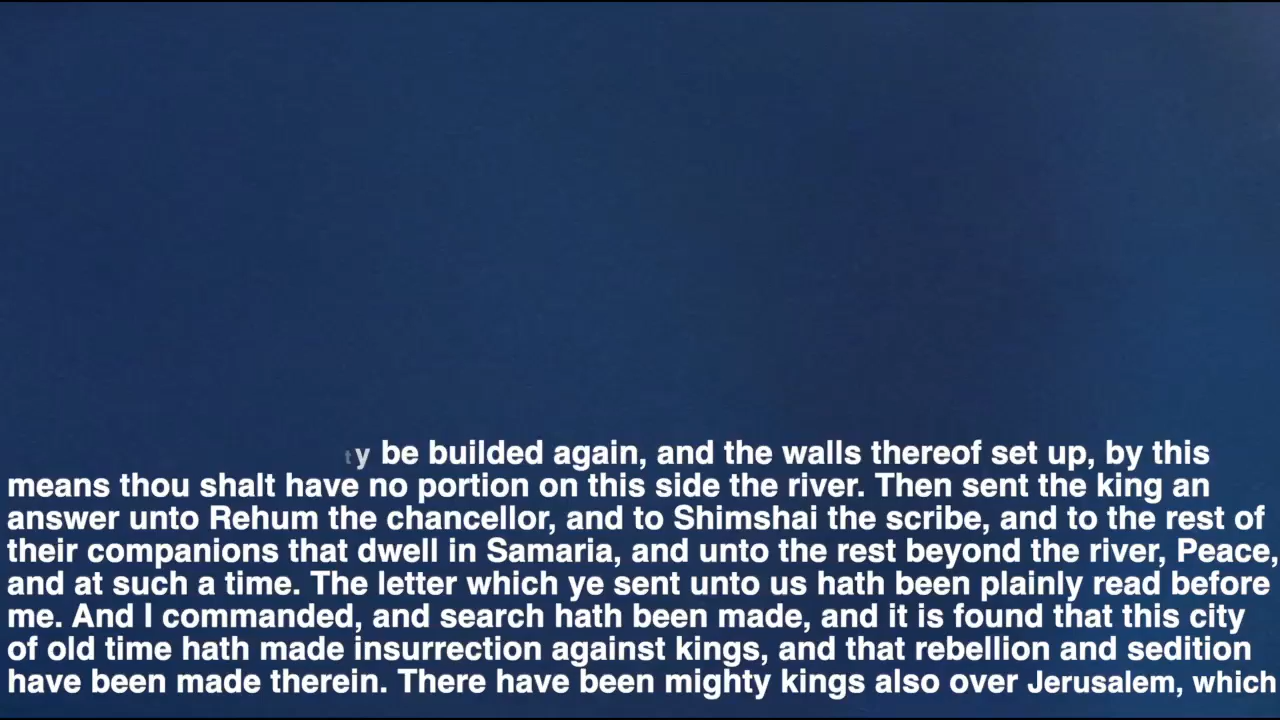 ty be builded again, and the walls thereof set up, by this
means thou shalt have no portion on this side the river. Then sent the king an
answer unto Rehum the chancellor, and to Shimshai the scribe, and to the rest of
their companions that dwell in Samaria, and unto the rest beyond the river, Peace,
and at such a time. The letter which ye sent unto us hath been plainly read before
me. And I commanded, and search hath been made, and it is found that this city
of old time hath made insurrection against kings, and that rebellion and sedition
have been made therein. There have been mighty kings also over Jerusalem, which